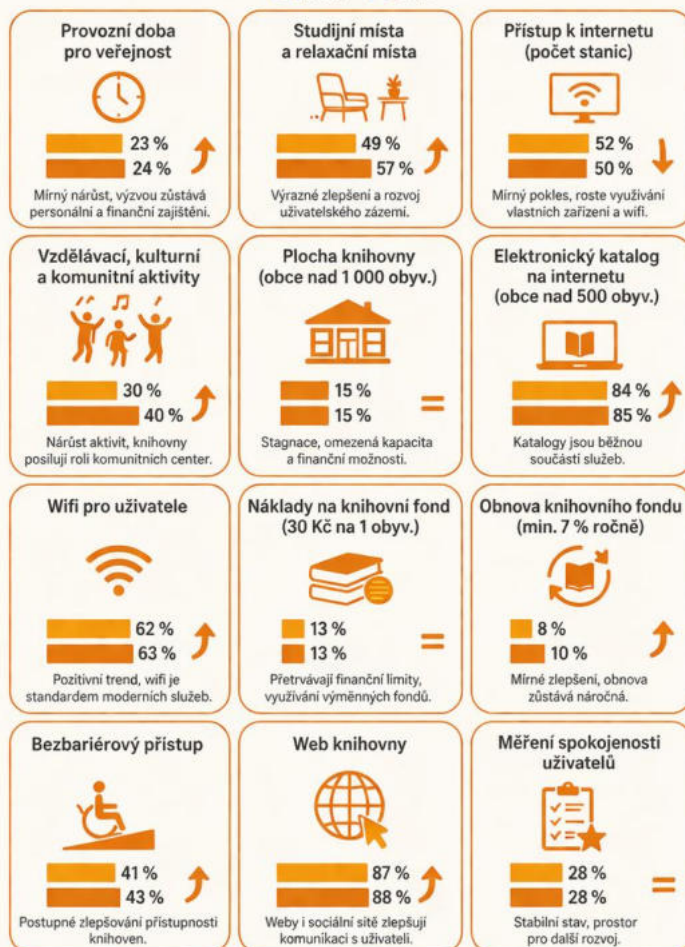 Provozní doba
pro veřejnost
23 %
24 %
Mírný nárůst, výzvou zůstává
personální a finanční zajištění.
Studijní místa
a relaxační místa
49 %
57 %
Výrazné zlepšení a rozvoj
uživatelského zázemí.
Přístup k internetu
(počet stanic)
52 %
50 %
Mírný pokles, roste využívání
vlastních zařízení a wifi.
Vzdělávací, kulturní
a komunitní aktivity
30 %
40 %
Nárůst aktivit, knihovny
posilují roli komunitních center.
Plocha knihovny
(obce nad 1 000 obyv.)
15 %
15 %
=
Stagnace, omezená kapacita
a finanční možnosti.
Elektronický katalog
na internetu
(obce nad 500 obyv.)
84 %
85 %
Katalogy jsou běžnou
součástí služeb.
Wifi pro uživatele
62 %
63 %
Pozitivní trend, wifi je
standardem moderních služeb.
Náklady na knihovní fond
(30 Kč na 1 obyv.)
13 %
13 %
=
Přetrvávají finanční limity,
využívání výměnných fondů.
Obnova knihovního fondu
(min. 7 % ročně)
8 %
10 %
Mírné zlepšení, obnova
zůstává náročná.
Bezbariérový přístup
41 %
43 %
Postupné zlepšování přístupnosti
knihoven.
Web knihovny
87 %
88 %
Weby i sociální sítě zlepšují
komunikaci s uživateli.
Měření spokojenosti
uživatelů
28 %
28 %
=
Stabilní stav, prostor
pro další rozvoj.